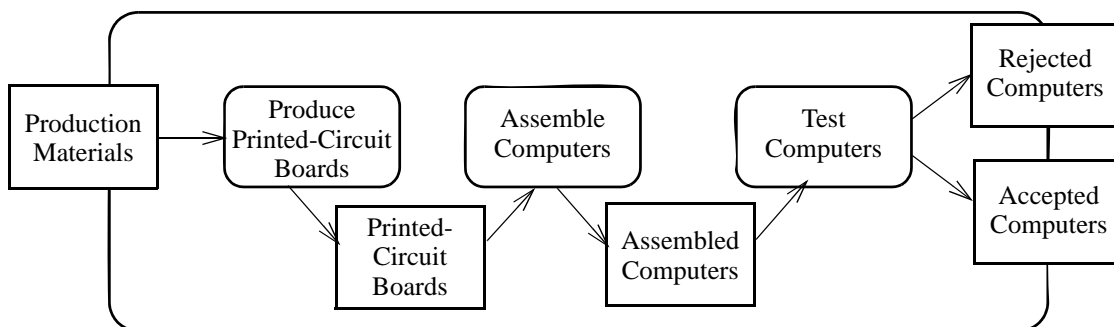 Production
Materials
Produce
Printed-Circuit
Boards
Printed-
Circuit
Boards
Assemble
Computers
Assembled
Computers
Test
Computers
Rejected
Computers
Accepted
Computers